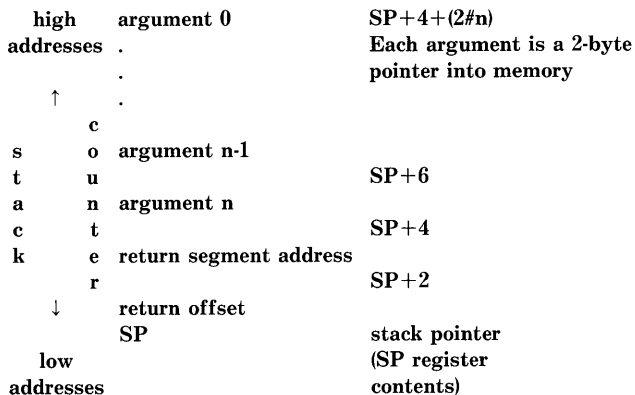 high argument 0 SP+4+(2#n)
addresses . Each argument is a 2-byte
. pointer into memory
↑ .
c
s o argument n-1
t u SP+6
a n argument n
c t SP+4
k e return segment address
r SP+2
↓ return offset
SP stack pointer
low (SP register
addresses contents)